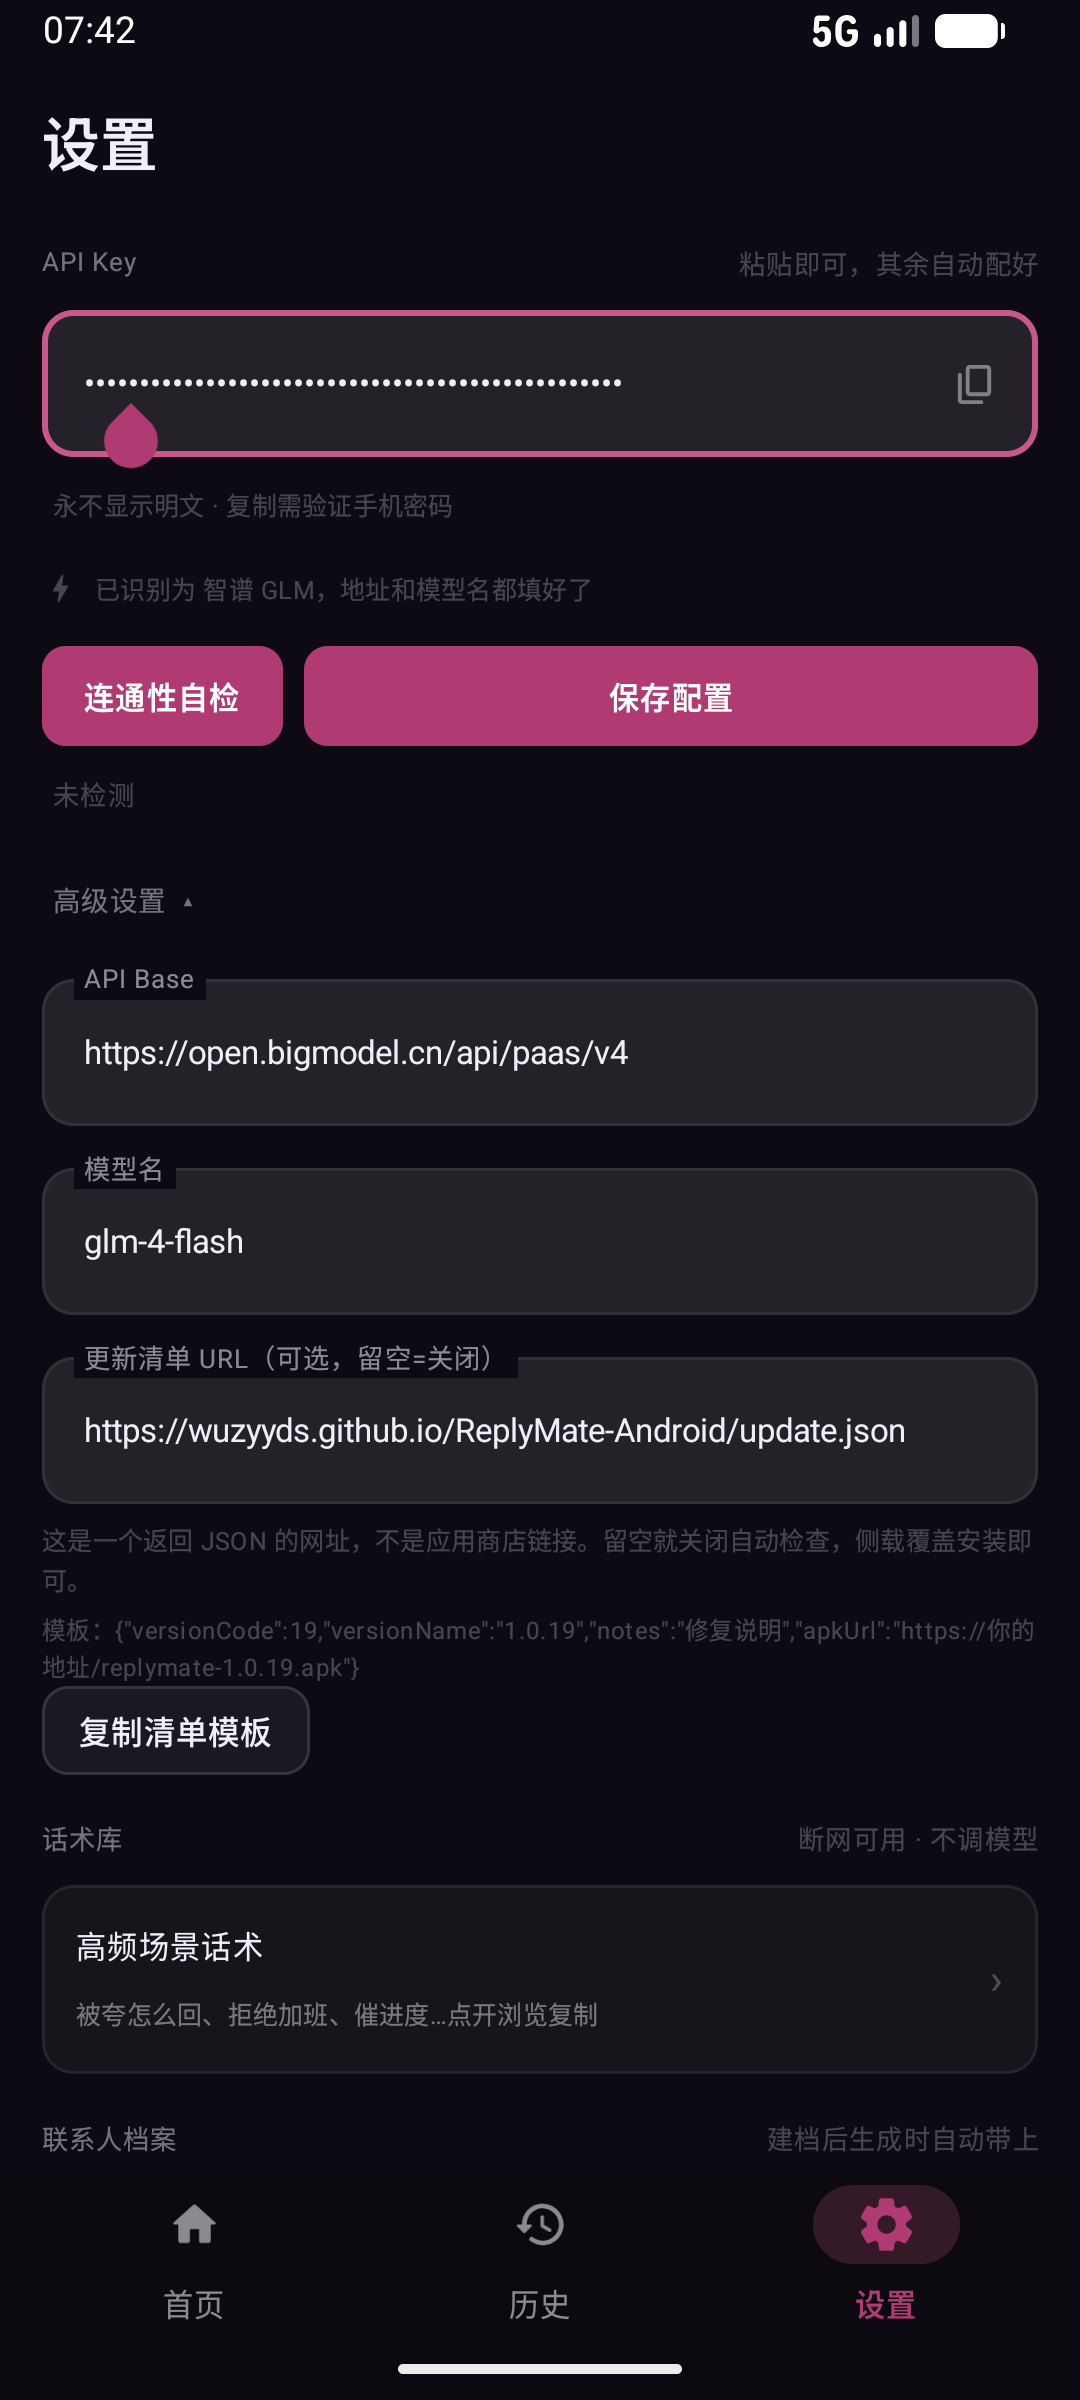 07:42
5G
设置
API Key
粘贴即可，其余自动配好
•••••••••••••••••••••••••••••••••••••••••••••••••
永不显示明文 · 复制需验证手机密码
已识别为 智谱 GLM，地址和模型名都填好了
连通性自检
保存配置
未检测
高级设置 ▴
API Base
https://open.bigmodel.cn/api/paas/v4
模型名
glm-4-flash
更新清单 URL（可选，留空=关闭）
https://wuzyyds.github.io/ReplyMate-Android/update.json
这是一个返回 JSON 的网址，不是应用商店链接。留空就关闭自动检查，侧载覆盖安装即
可。
模板：{"versionCode":19,"versionName":"1.0.19","notes":"修复说明","apkUrl":"https://你的
地址/replymate-1.0.19.apk"}
复制清单模板
话术库
断网可用 · 不调模型
高频场景话术
被夸怎么回、拒绝加班、催进度…点开浏览复制
›
联系人档案
建档后生成时自动带上
首页
历史
设置